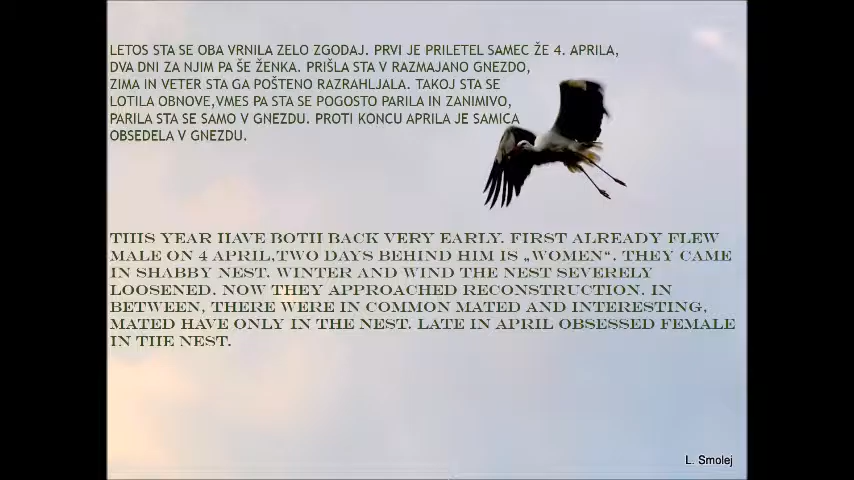 LETOS STA SE OBA VRNILA ZELO ZGODAJ. PRVI JE PRILETEL SAMEC ŽE 4. APRILA,
DVA DNI ZA NJIM PA ŠE ŽENKA. PRIŠLA STA V RAZMAJANO GNEZDO,
ZIMA IN VETER STA GA POŠTENO RAZRAHLJALA. TAKOJ STA SE
LOTILA OBNOVE,VMES PA STA SE POGOSTO PARILA IN ZANIMIVO,
PARILA STA SE SAMO V GNEZDU. PROTI KONCU APRILA JE SAMICA
OBSEDELA V GNEZDU.
THIS YEAR HAVE BOTH BACK VERY EARLY. FIRST ALREADY FLEW
MALE ON 4 APRIL,TWO DAYS BEHIND HIM IS „WOMEN“. THEY CAME
IN SHABBY NEST. WINTER AND WIND THE NEST SEVERELY
LOOSENED. NOW THEY APPROACHED RECONSTRUCTION. IN
BETWEEN, THERE WERE IN COMMON MATED AND INTERESTING,
MATED HAVE ONLY IN THE NEST. LATE IN APRIL OBSESSED FEMALE
IN THE NEST.
L. Smolej